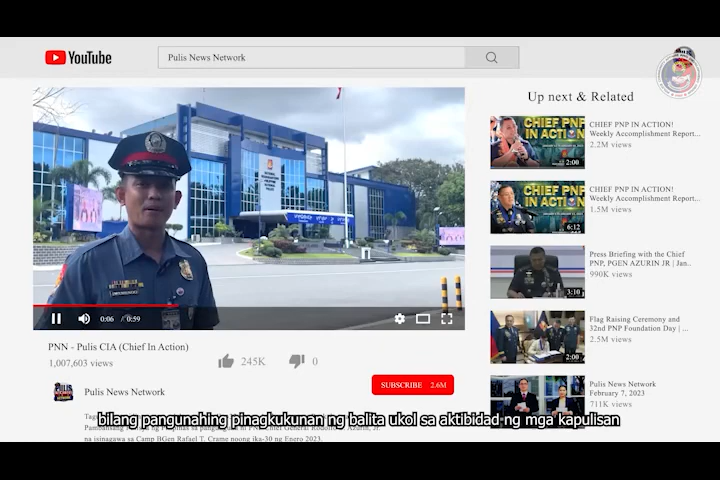 YouTube
Pulis News Network
Up next & Related
CHIEF PNP
IN ACTION
CHIEF PNP IN ACTION!
Weekly Accomplishment Report...
2.2M views
2:00
CHIEF PNP
IN ACTION
CHIEF PNP IN ACTION!
Weekly Accomplishment Report...
1.5M views
6:12
Press Briefing with the Chief
PNP, PGEN AZURIN JR | Jan..
990K views
3:10
Flag Raising Ceremony and
32nd PNP Foundation Day | ...
2.5M views
2:00
Pulis News Network
February 7, 2023
711K views
0:06 / 0:59
PNN - Pulis CIA (Chief In Action)
1,007,603 views
245K
0
Pulis News Network
SUBSCRIBE 2.6M
bilang pangunahing pinagkukunan ng balita ukol sa aktibidad ng mga kapulisan
na isinagawa sa Camp BGen Rafael T. Crame noong ika-30 ng Enero 2023.